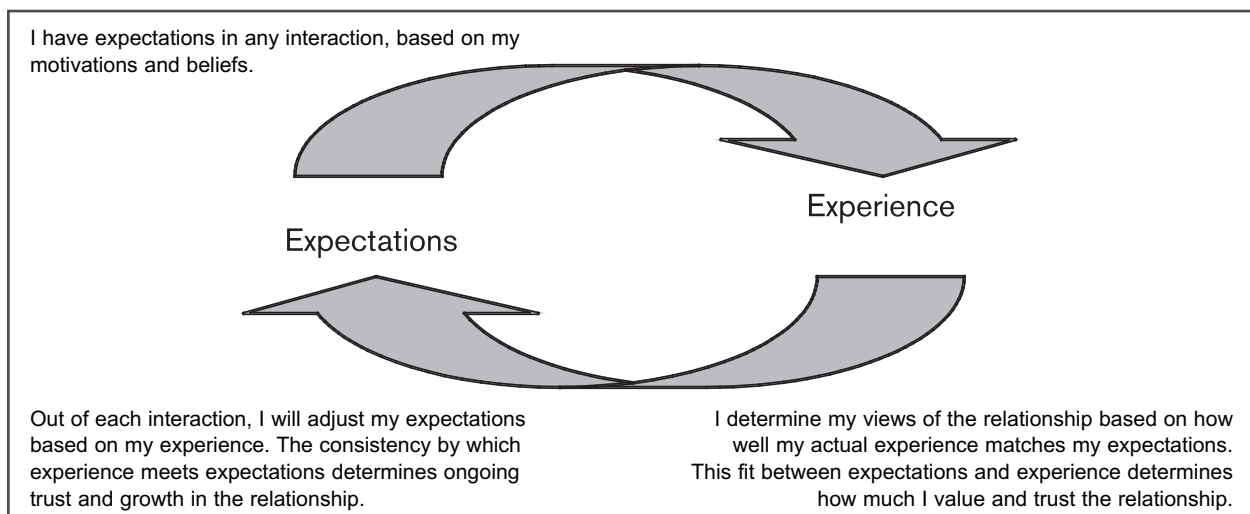 I have expectations in any interaction, based on my
motivations and beliefs.
Experience
Expectations
Out of each interaction, I will adjust my expectations
based on my experience. The consistency by which
experience meets expectations determines ongoing
trust and growth in the relationship.
I determine my views of the relationship based on how
well my actual experience matches my expectations.
This fit between expectations and experience determines
how much I value and trust the relationship.